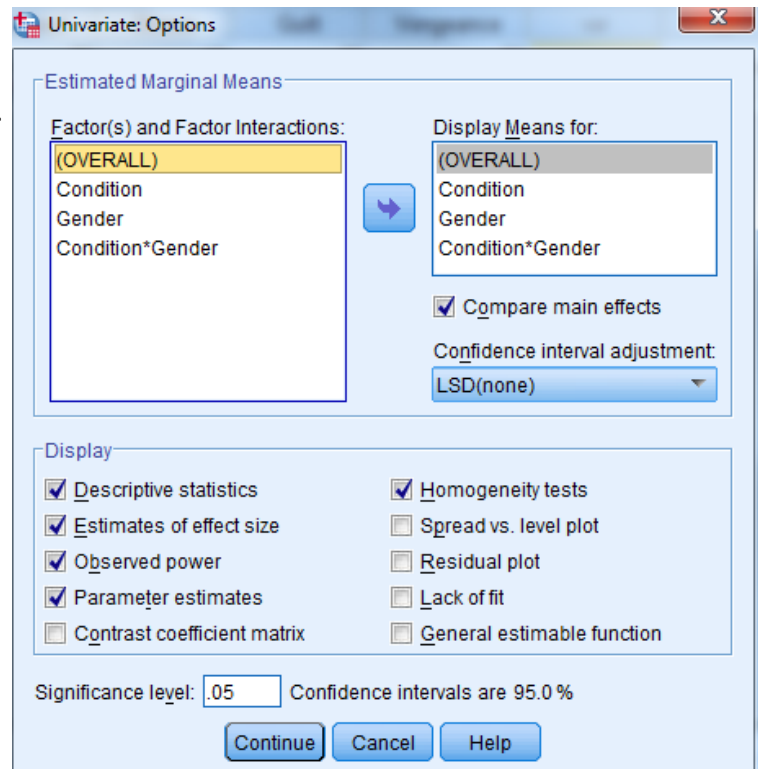 Univariate: Options
Estimated Marginal Means
Factor(s) and Factor Interactions:
(OVERALL)
Condition
Gender
Condition*Gender
Display Means for:
(OVERALL)
Condition
Gender
Condition*Gender
Compare main effects
Confidence interval adjustment:
LSD(none)
Display
Descriptive statistics
Estimates of effect size
Observed power
Parameter estimates
Contrast coefficient matrix
Homogeneity tests
Spread vs. level plot
Residual plot
Lack of fit
General estimable function
Significance level: .05 Confidence intervals are 95.0 %
Continue Cancel Help